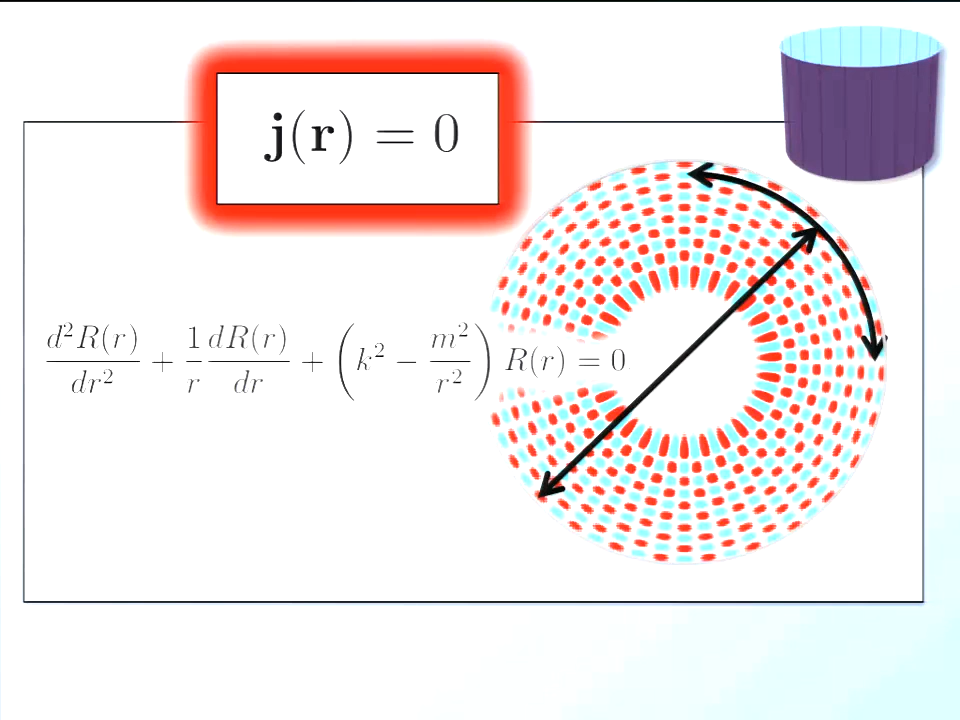 j(r) = 0
d²R(r)/dr² + 1/r dR(r)/dr + (k² − m²/r²) R(r) = 0